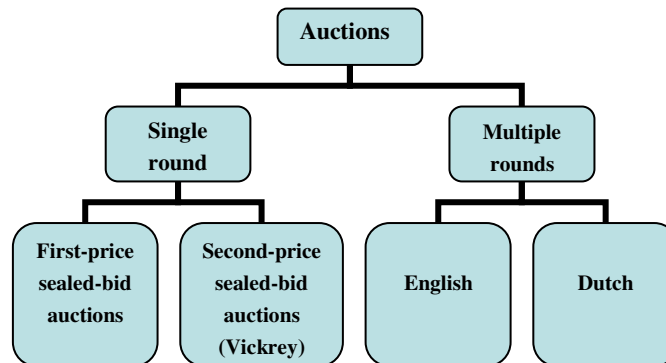 Auctions
Single
round
Multiple
rounds
First-price
sealed-bid
auctions
Second-price
sealed-bid
auctions
(Vickrey)
English
Dutch